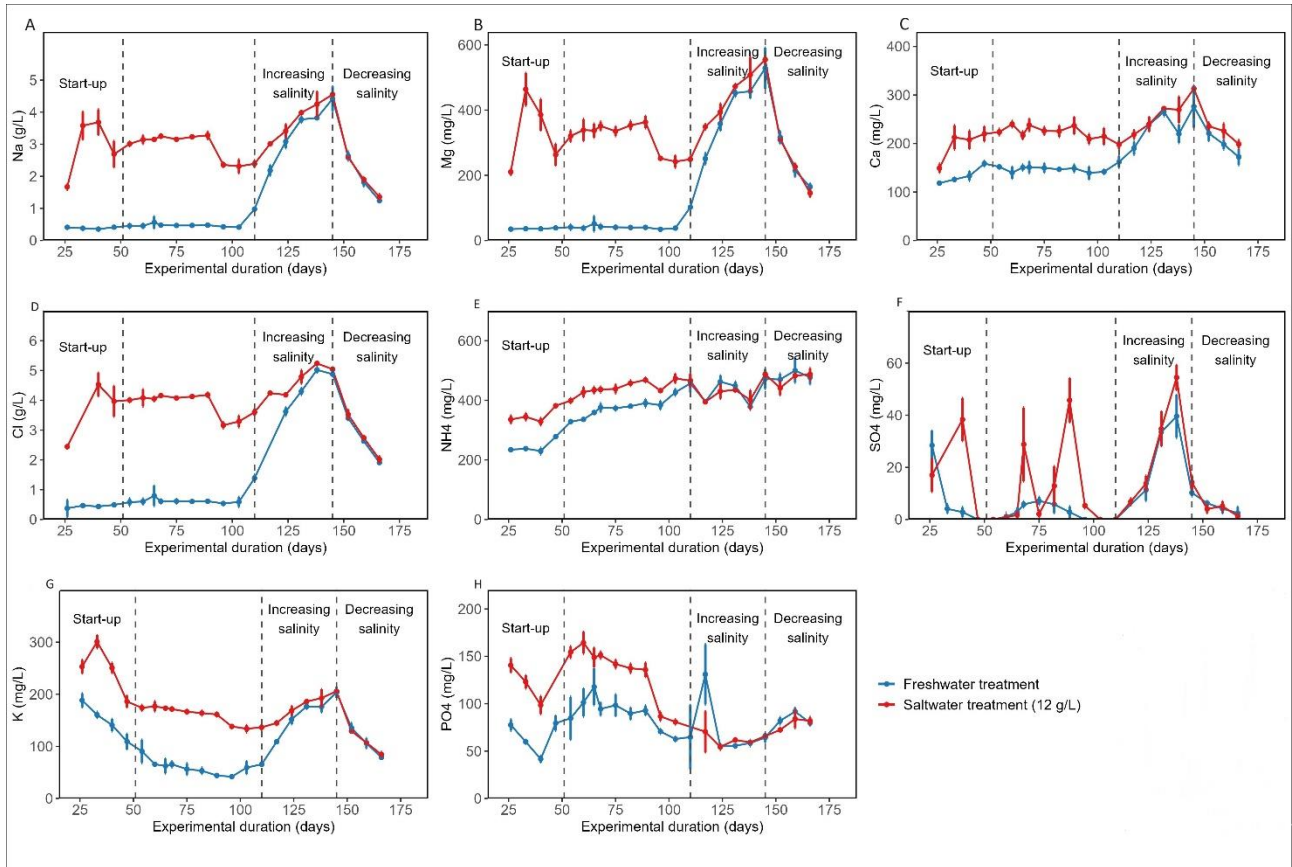 A
Na (g/L)
5
4
3
2
1
0
Start-up
Increasing
salinity
Decreasing
salinity
25 50 75 100 125 150 175
Experimental duration (days)
B
Mg (mg/L)
600
400
200
0
Start-up
Increasing
salinity
Decreasing
salinity
25 50 75 100 125 150 175
Experimental duration (days)
C
Ca (mg/L)
400
300
200
100
0
Start-up
Increasing
salinity
Decreasing
salinity
25 50 75 100 125 150 175
Experimental duration (days)
D
Cl (g/L)
6
5
4
3
2
1
0
Start-up
Increasing
salinity
Decreasing
salinity
25 50 75 100 125 150 175
Experimental duration (days)
E
NH4 (mg/L)
600
400
200
0
Start-up
Increasing
salinity
Decreasing
salinity
25 50 75 100 125 150 175
Experimental duration (days)
F
SO4 (mg/L)
60
40
20
0
Start-up
Increasing
salinity
Decreasing
salinity
25 50 75 100 125 150 175
Experimental duration (days)
G
K (mg/L)
300
200
100
0
Start-up
Increasing
salinity
Decreasing
salinity
25 50 75 100 125 150 175
Experimental duration (days)
H
PO4 (mg/L)
200
150
100
50
0
Start-up
Increasing
salinity
Decreasing
salinity
25 50 75 100 125 150 175
Experimental duration (days)
Freshwater treatment
Saltwater treatment (12 g/L)